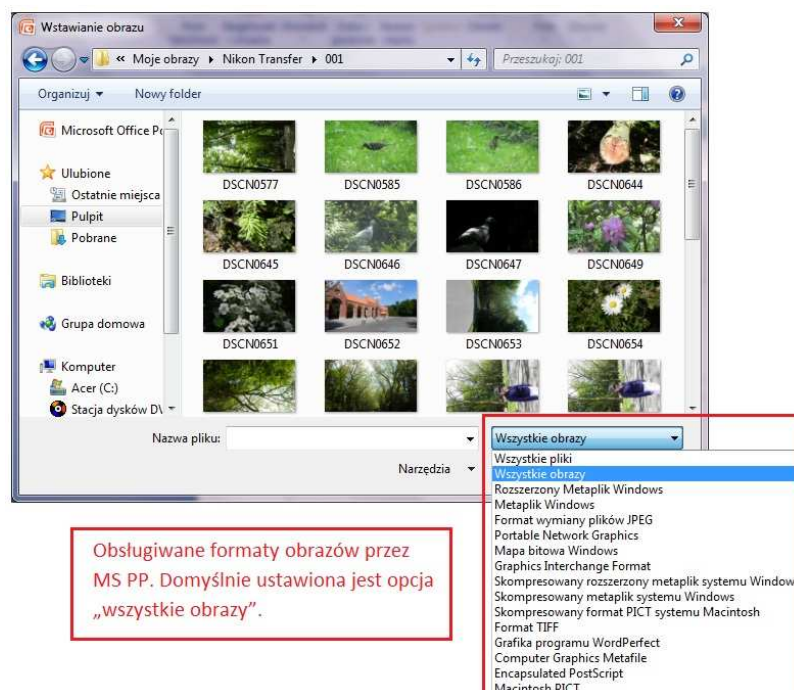 Wstawianie obrazu
« Moje obrazy ▸ Nikon Transfer ▸ 001
Przeszukaj: 001
Organizuj ▾ Nowy folder
Microsoft Office Po
Ulubione
Ostatnie miejsca
Pulpit
Pobrane
Biblioteki
Grupa domowa
Komputer
Acer (C:)
Stacja dysków D\
DSCN0577 DSCN0585 DSCN0586 DSCN0644
DSCN0645 DSCN0646 DSCN0647 DSCN0649
DSCN0651 DSCN0652 DSCN0653 DSCN0654
Nazwa pliku:
Wszystkie obrazy
Narzędzia
Wszystkie pliki
Wszystkie obrazy
Rozszerzony Metaplik Windows
Metaplik Windows
Format wymiany plików JPEG
Portable Network Graphics
Mapa bitowa Windows
Graphics Interchange Format
Skompresowany rozszerzony metaplik systemu Window
Skompresowany metaplik systemu Windows
Skompresowany format PICT systemu Macintosh
Format TIFF
Grafika programu WordPerfect
Computer Graphics Metafile
Encapsulated PostScript
Macintosh PICT
Obsługiwane formaty obrazów przez
MS PP. Domyślnie ustawiona jest opcja
„wszystkie obrazy”.